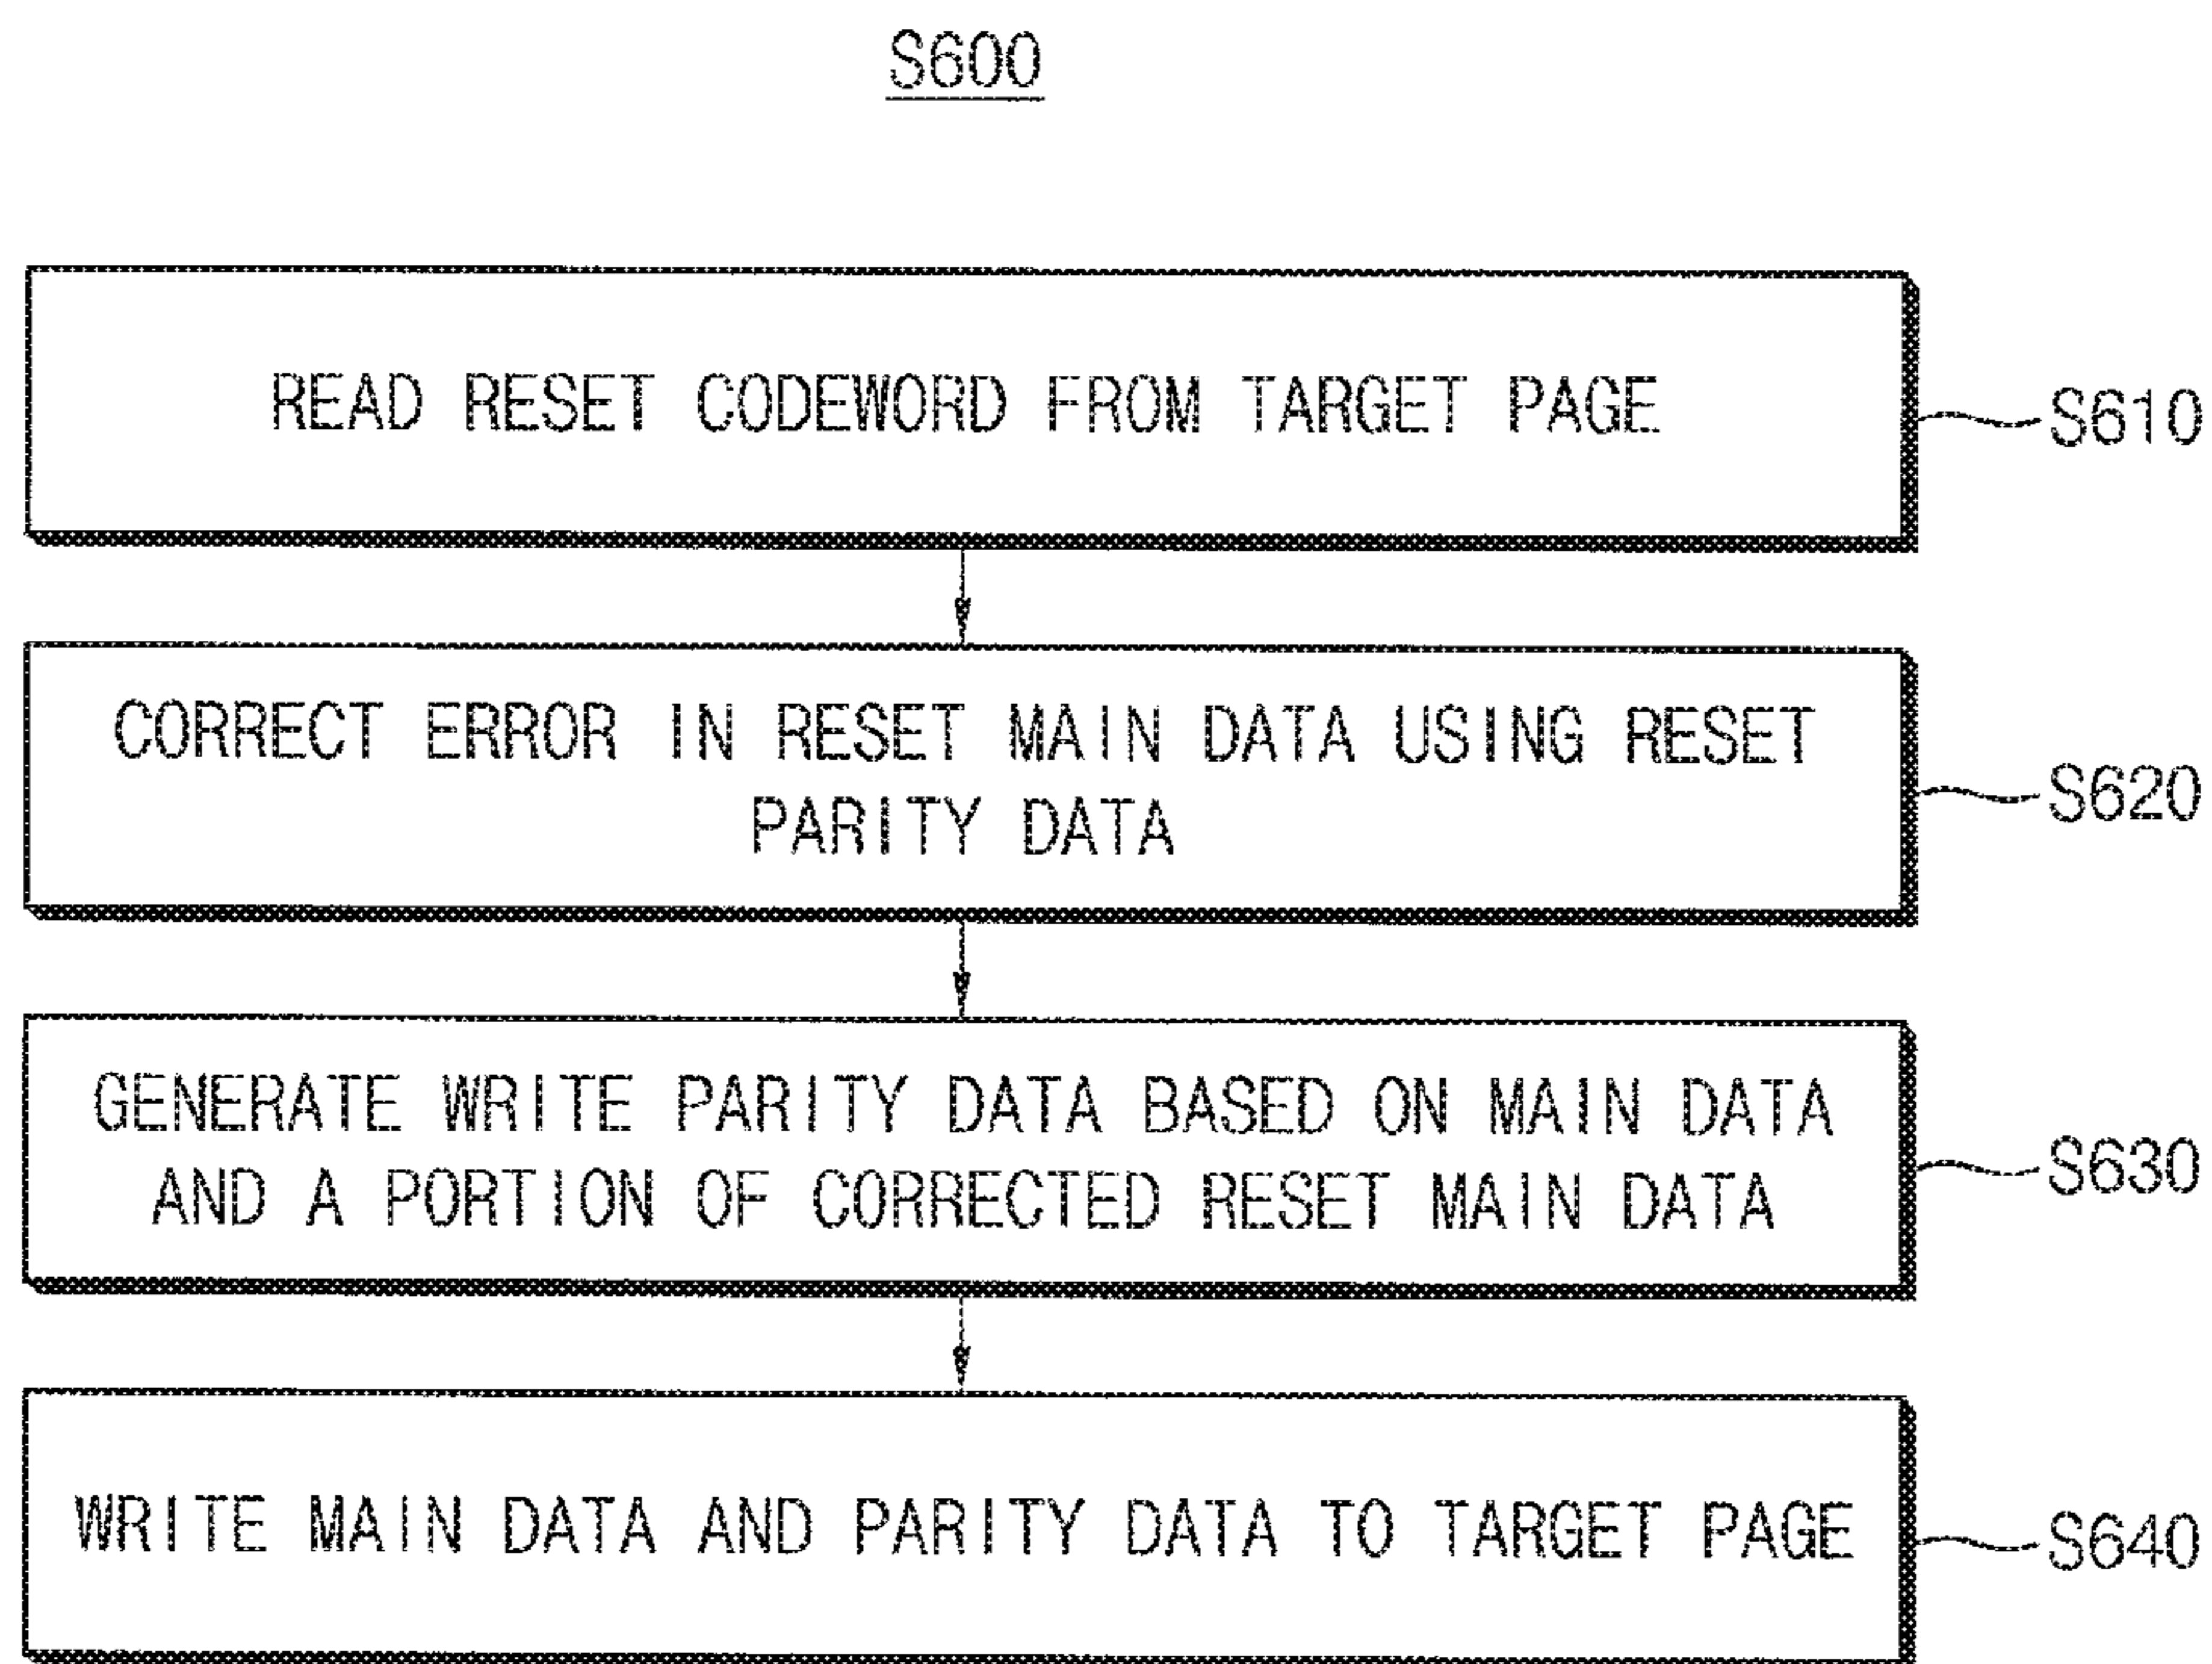 S600
READ RESET CODEWORD FROM TARGET PAGE
S610
CORRECT ERROR IN RESET MAIN DATA USING RESET
PARITY DATA
S620
GENERATE WRITE PARITY DATA BASED ON MAIN DATA
AND A PORTION OF CORRECTED RESET MAIN DATA
S630
WRITE MAIN DATA AND PARITY DATA TO TARGET PAGE
S640